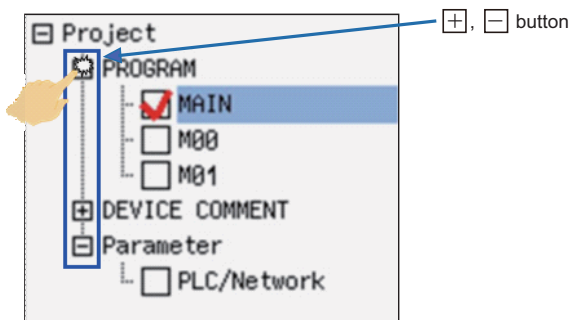 +, - button
Project
PROGRAM
MAIN
M00
M01
DEVICE COMMENT
Parameter
PLC/Network